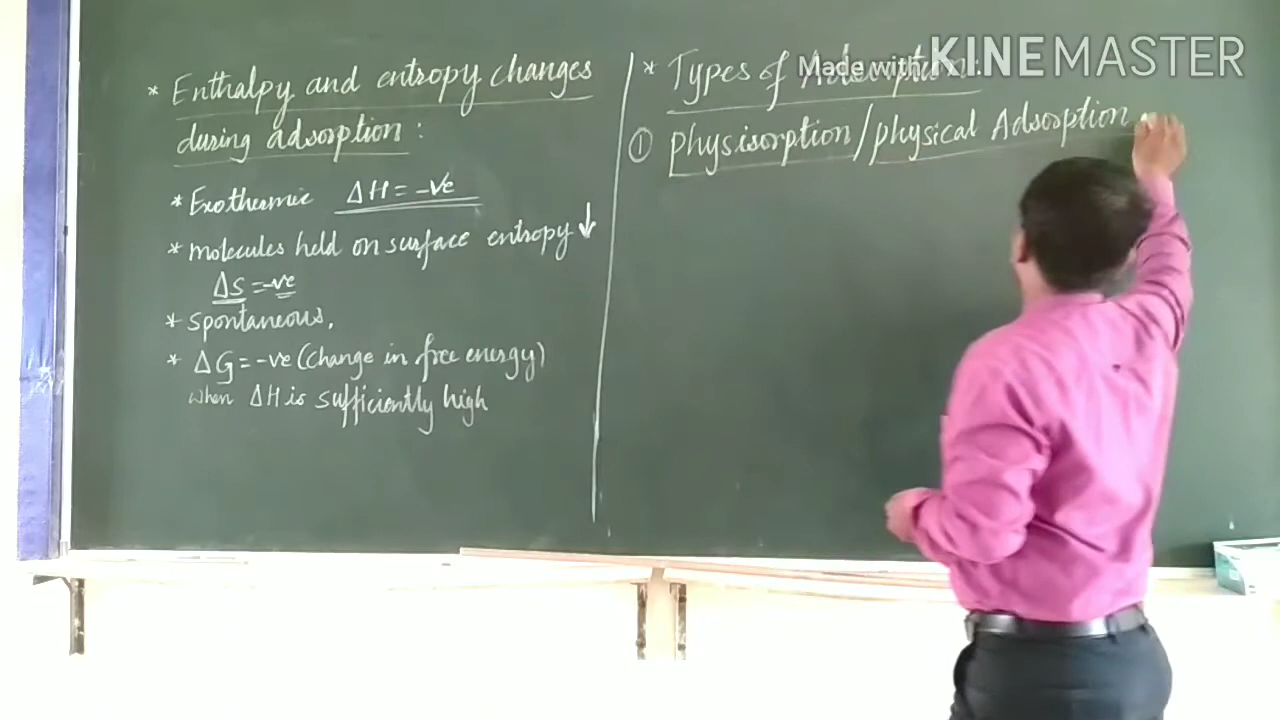 * Enthalpy and entropy changes
during adsorption :
* Exothermic ΔH = -ve
* molecules held on surface entropy ↓
ΔS = -ve
* Spontaneous.
* ΔG = -ve (change in free energy)
when ΔH is sufficiently high
* Types of
Made with KINEMASTER
① physisorption/physical Adsorption